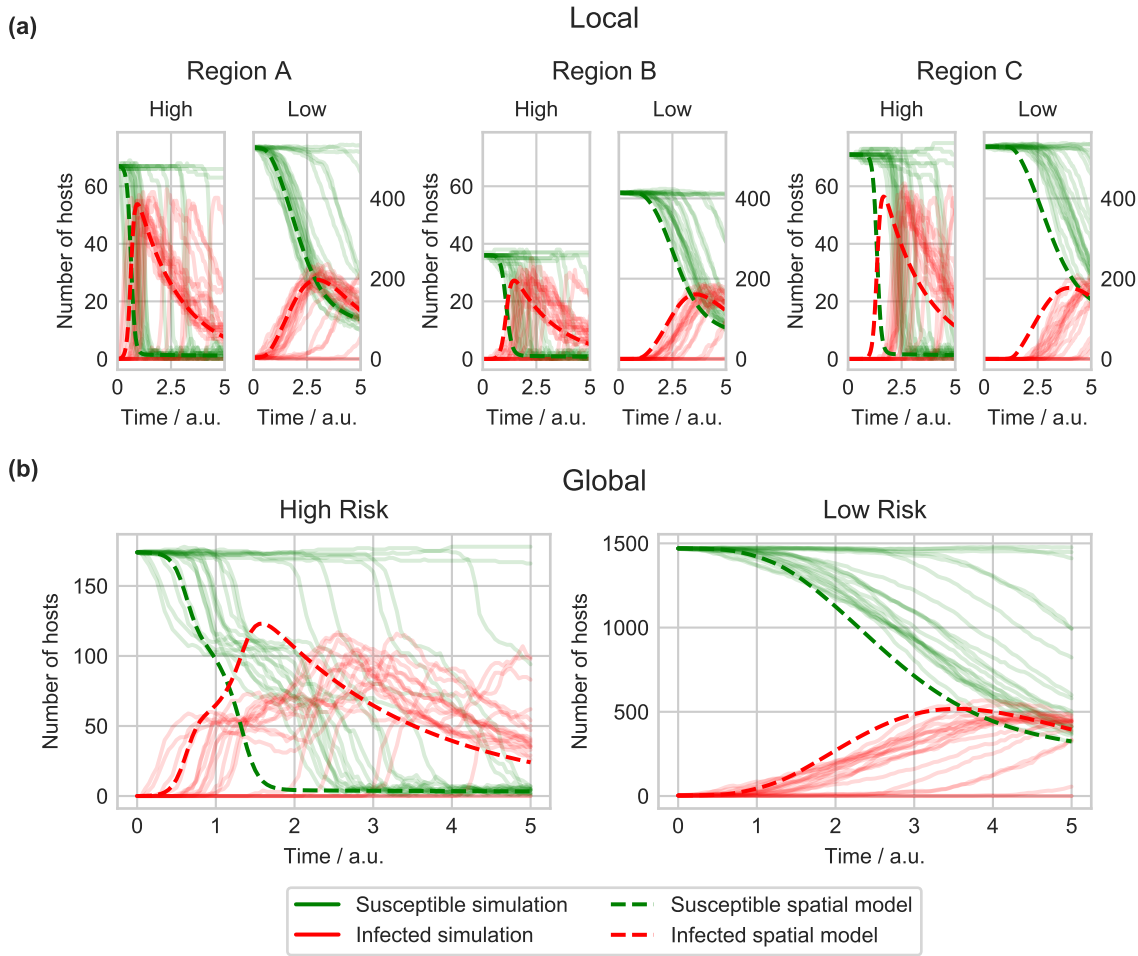 (a)
Local
Region A
Region B
Region C
High
Low
High
Low
High
Low
Number of hosts
60
40
20
0
400
200
0
Number of hosts
60
40
20
0
400
200
0
Number of hosts
60
40
20
0
400
200
0
0 2.5 5
0 2.5 5
0 2.5 5
0 2.5 5
0 2.5 5
0 2.5 5
Time / a.u.
Time / a.u.
Time / a.u.
Time / a.u.
Time / a.u.
Time / a.u.
(b)
Global
High Risk
Low Risk
Number of hosts
150
100
50
0
0 1 2 3 4 5
Time / a.u.
Number of hosts
1500
1000
500
0
0 1 2 3 4 5
Time / a.u.
Susceptible simulation
Infected simulation
Susceptible spatial model
Infected spatial model